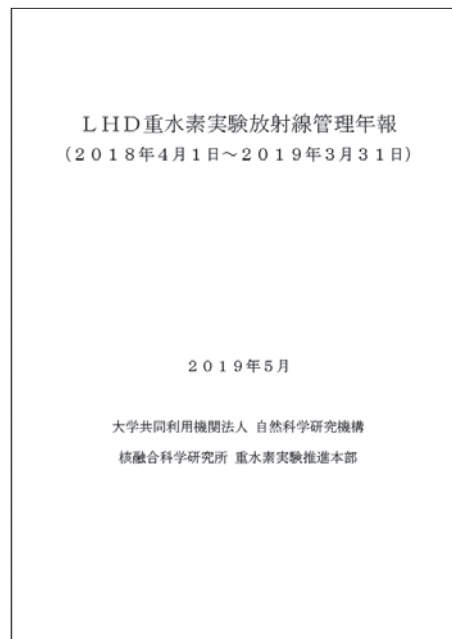 ＬＨＤ重水素実験放射線管理年報
（２０１８年４月１日～２０１９年３月３１日）
２０１９年５月
大学共同利用機関法人 自然科学研究機構
核融合科学研究所 重水素実験推進本部